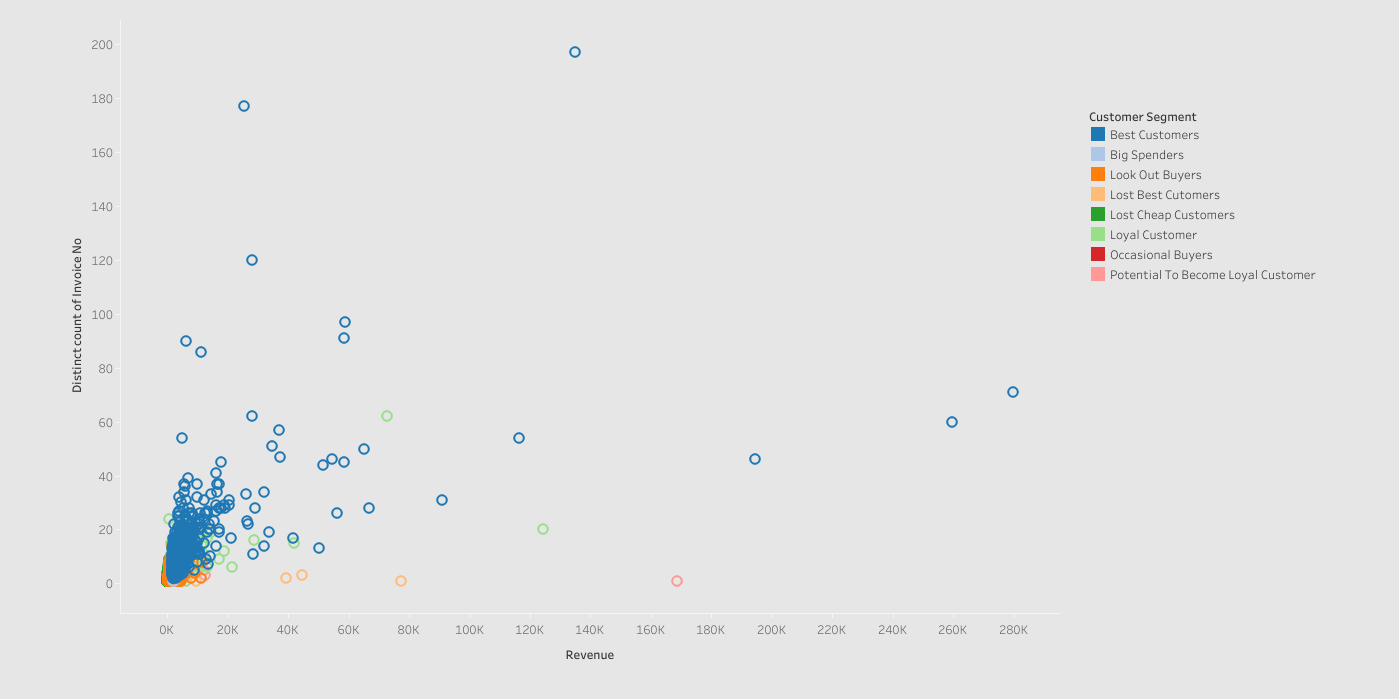 200
180
160
140
120
100
80
60
40
20
0
Distinct count of Invoice No
0K 20K 40K 60K 80K 100K 120K 140K 160K 180K 200K 220K 240K 260K 280K
Revenue
Customer Segment
Best Customers
Big Spenders
Look Out Buyers
Lost Best Cutomers
Lost Cheap Customers
Loyal Customer
Occasional Buyers
Potential To Become Loyal Customer